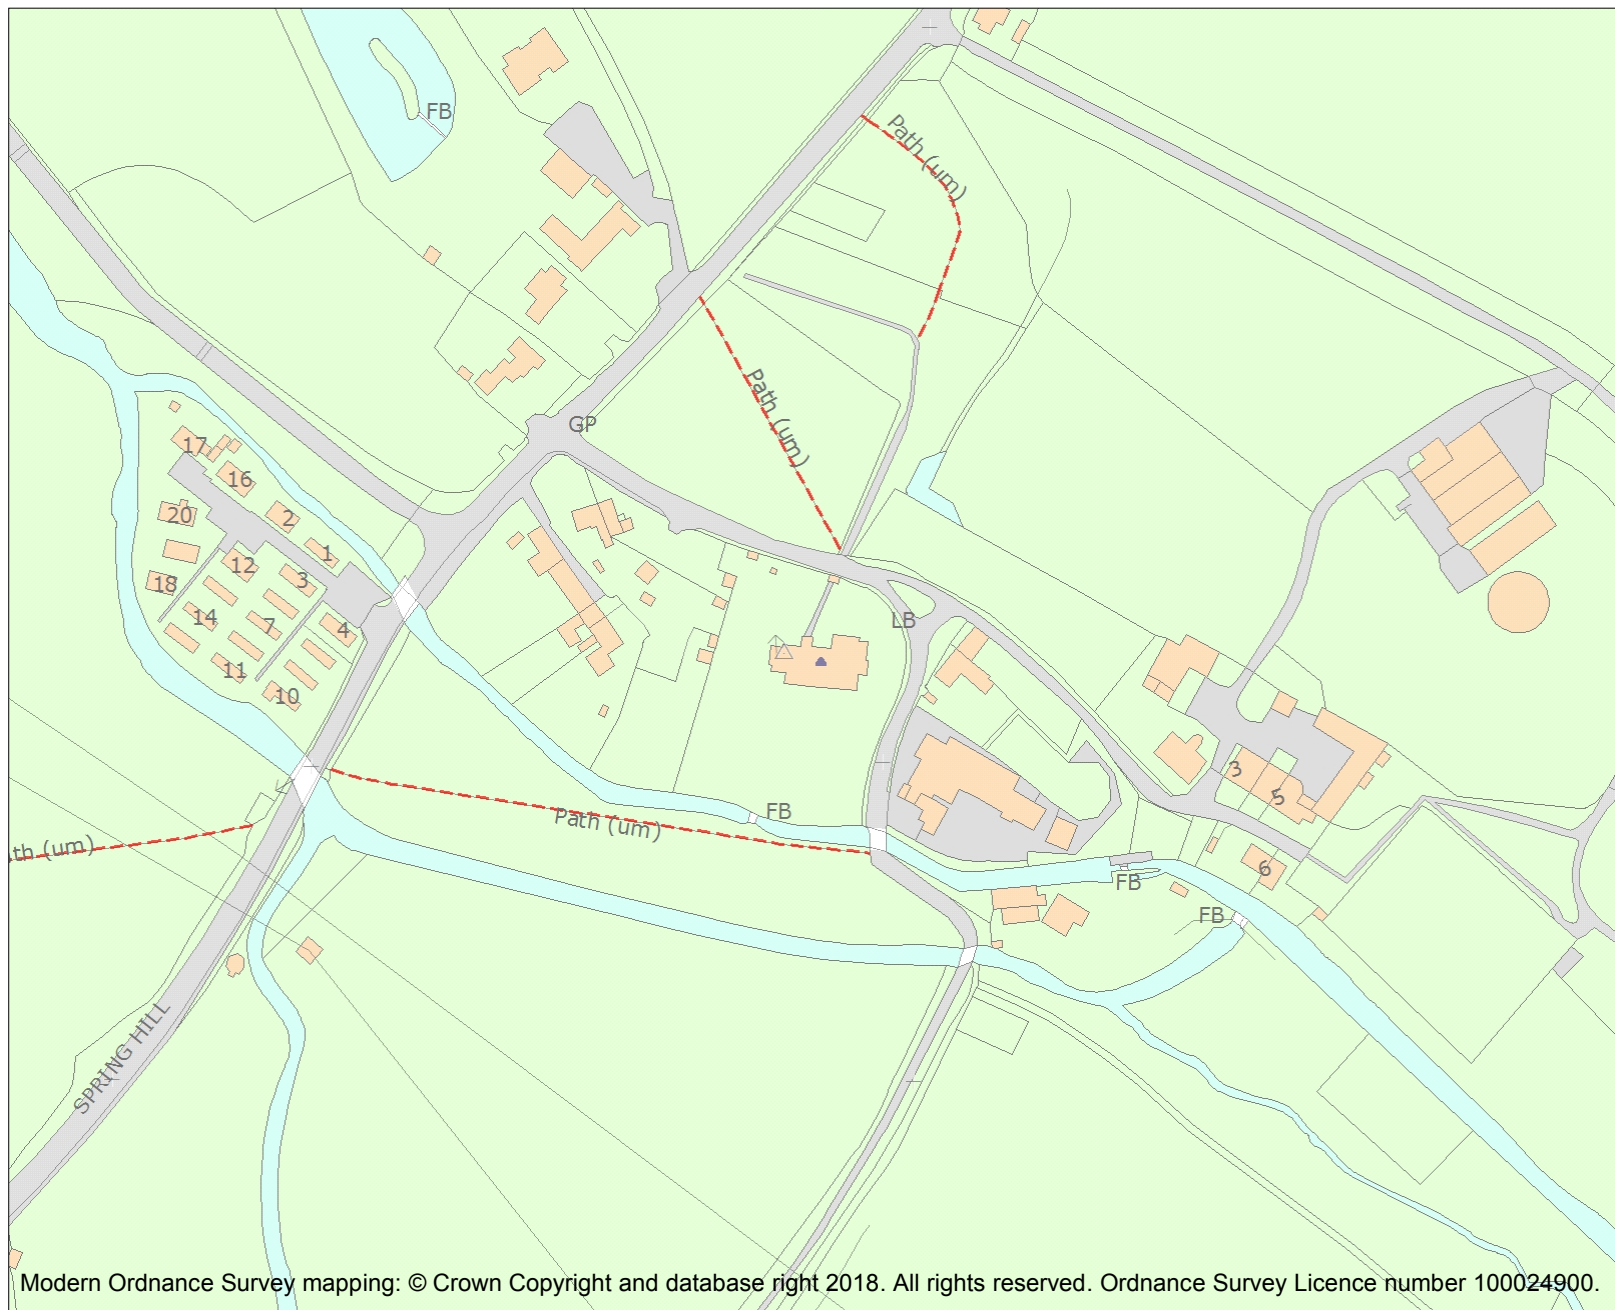 FB
Path (um)
Path (um)
GP
17
16
20
2
1
12
3
18
14
7
4
11
10
LB
3
5
FB
Path (um)
th (um)
6
FB
FB
SPRING HILL
Modern Ordnance Survey mapping: © Crown Copyright and database right 2018. All rights reserved. Ordnance Survey Licence number 100024900.